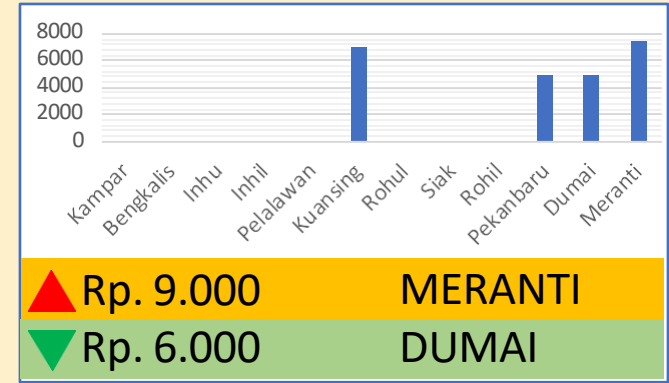 8000
6000
4000
2000
0
Kampar
Bengkalis
Inhu
Inhil
Pelalawan
Kuansing
Rohul
Siak
Rohil
Pekanbaru
Dumai
Meranti
Rp. 9.000 MERANTI
Rp. 6.000 DUMAI